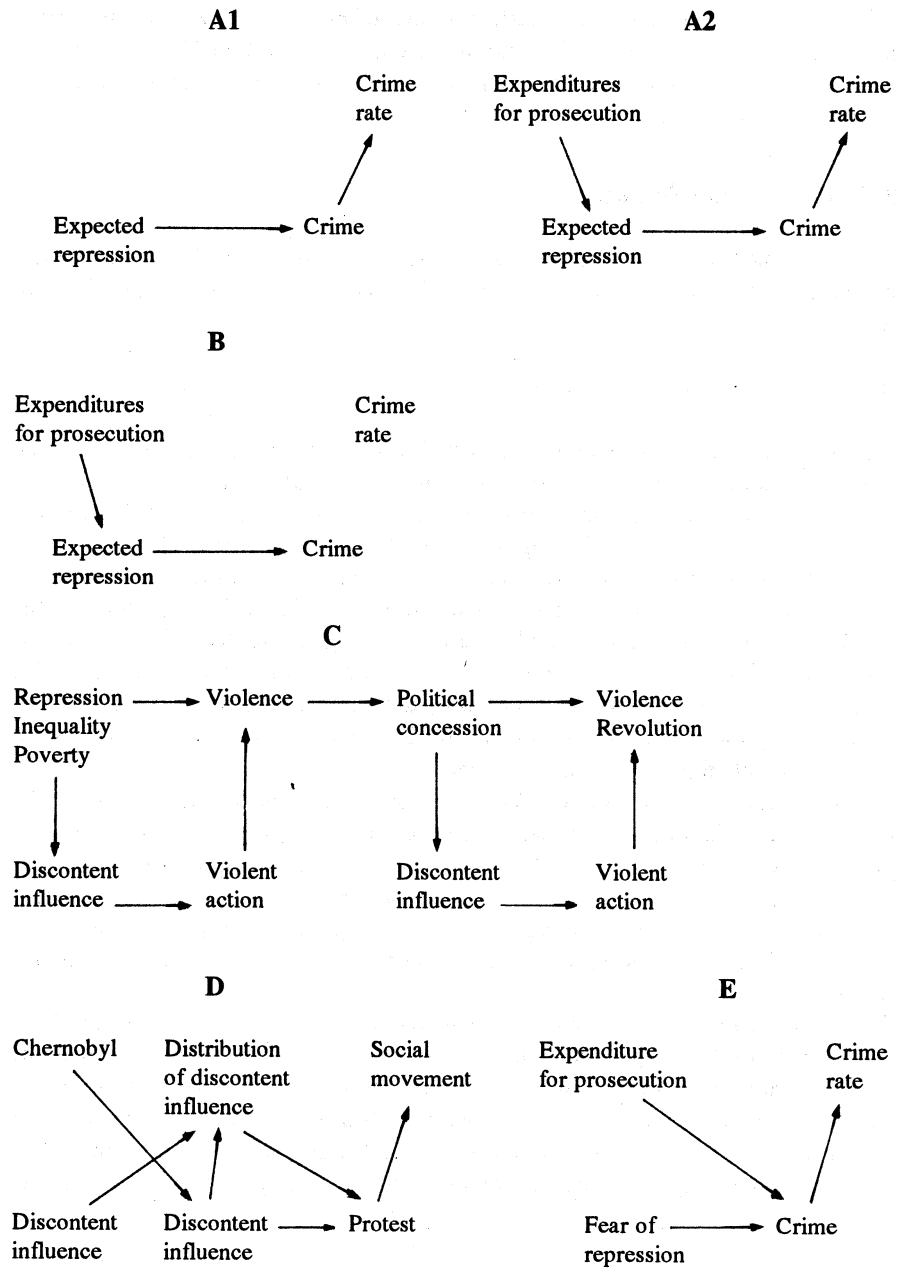 A1
Crime
rate
Expected
repression
Crime
A2
Expenditures
for prosecution
Crime
rate
Expected
repression
Crime
B
Expenditures
for prosecution
Crime
rate
Expected
repression
Crime
C
Repression
Inequality
Poverty
Violence
Political
concession
Violence
Revolution
Discontent
influence
Violent
action
Discontent
influence
Violent
action
D
Chernobyl
Distribution
of discontent
influence
Social
movement
Discontent
influence
Discontent
influence
Protest
E
Expenditure
for prosecution
Crime
rate
Fear of
repression
Crime